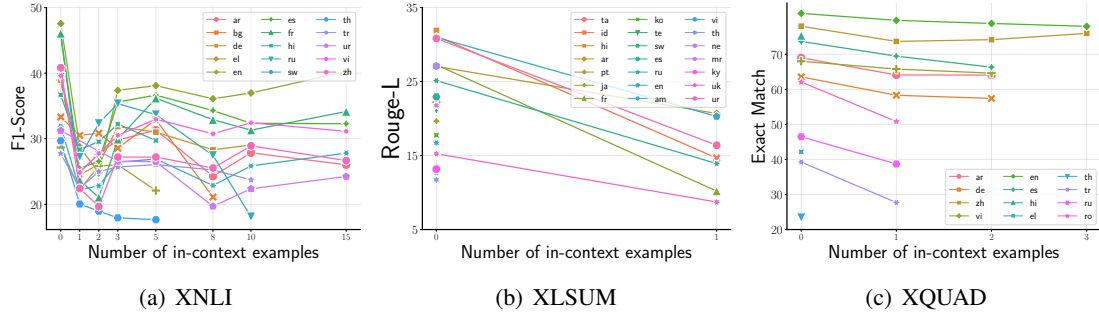 50
40
30
20
F1-Score
ar
bg
de
el
en
es
fr
hi
ru
sw
th
tr
ur
vi
zh
0 1 2 3 5 8 10 15
Number of in-context examples
(a) XNLI
35
25
15
5
Rouge-L
ta
id
hi
ar
pt
ja
fr
ko
te
sw
es
ru
en
am
vi
th
ne
mr
ky
uk
ur
0 1
Number of in-context examples
(b) XLSUM
80
70
60
50
40
30
20
Exact Match
ar
de
zh
vi
en
es
hi
el
th
tr
ru
ro
0 1 2 3
Number of in-context examples
(c) XQUAD